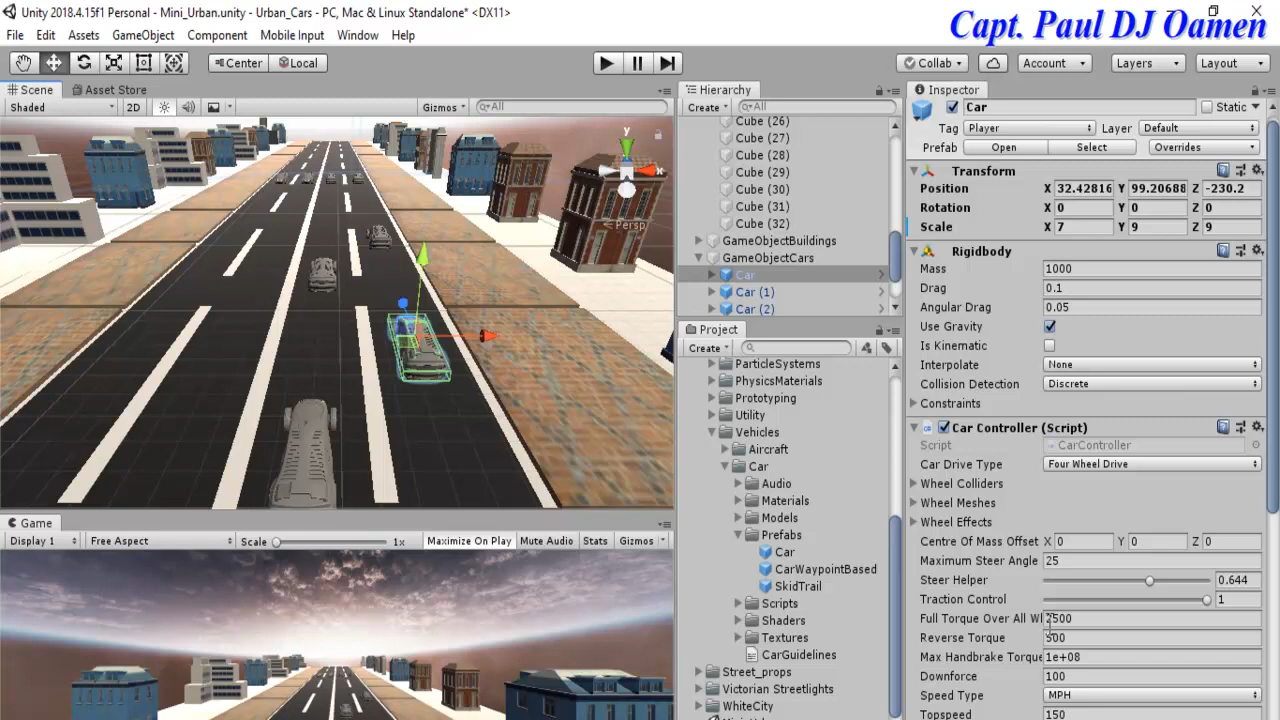 Unity 2018.4.15f1 Personal - Mini_Urban.unity - Urban_Cars - PC, Mac & Linux Standalone* <DX11>
Capt. Paul DJ Oamen
File Edit Assets GameObject Component Mobile Input Window Help
Center Local Collab Account Layers Layout
Scene Asset Store
Shaded 2D Gizmos All
y
x
Persp
Game
Display 1 Free Aspect Scale 1x Maximize On Play Mute Audio Stats Gizmos
Hierarchy
Create All
Cube (26)
Cube (27)
Cube (28)
Cube (29)
Cube (30)
Cube (31)
Cube (32)
GameObjectBuildings
GameObjectCars
Car
Car (1)
Car (2)
Project
Create
ParticleSystems
PhysicsMaterials
Prototyping
Utility
Vehicles
Aircraft
Car
Audio
Materials
Models
Prefabs
Car
CarWaypointBased
SkidTrail
Scripts
Shaders
Textures
CarGuidelines
Street_props
Victorian Streetlights
WhiteCity
Inspector
Car Static
Tag Player Layer Default
Prefab Open Select Overrides
Transform
Position X 32.42816 Y 99.20688 Z -230.2
Rotation X 0 Y 0 Z 0
Scale X 7 Y 9 Z 9
Rigidbody
Mass 1000
Drag 0.1
Angular Drag 0.05
Use Gravity
Is Kinematic
Interpolate None
Collision Detection Discrete
Constraints
Car Controller (Script)
Script CarController
Car Drive Type Four Wheel Drive
Wheel Colliders
Wheel Meshes
Wheel Effects
Centre Of Mass Offset X 0 Y 0 Z 0
Maximum Steer Angle 25
Steer Helper 0.644
Traction Control 1
Full Torque Over All Wl 2500
Reverse Torque 500
Max Handbrake Torque 1e+08
Downforce 100
Speed Type MPH
Topspeed 150